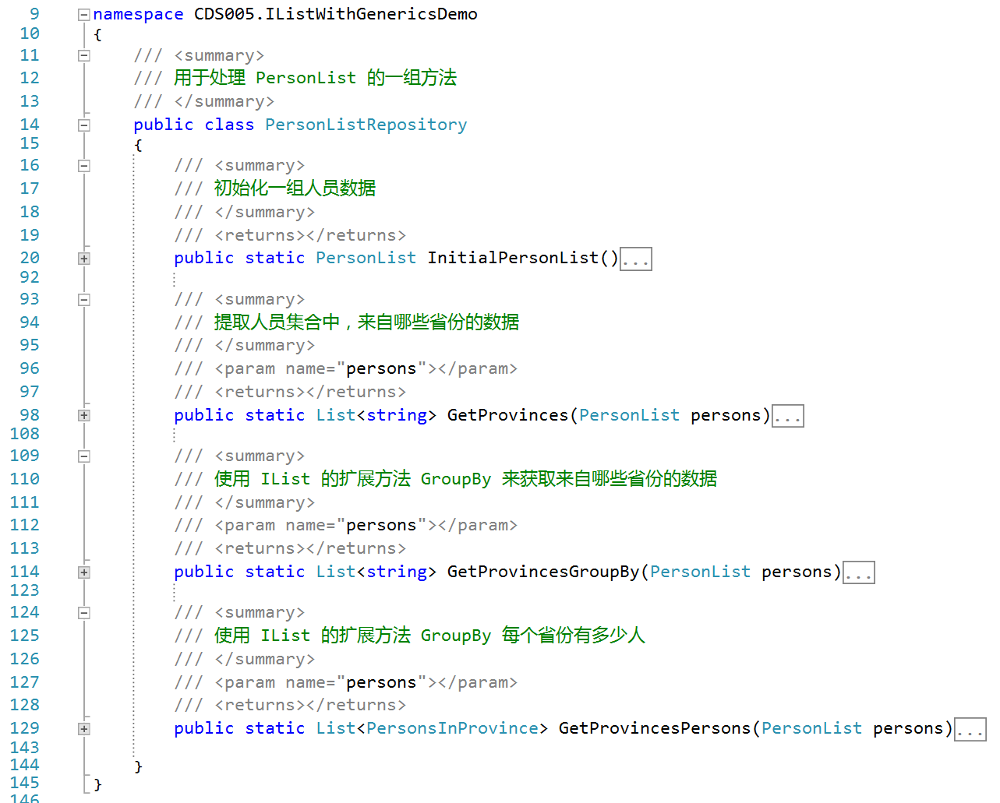 9 namespace CDS005.IListWithGenericsDemo
10 {
11 /// <summary>
12 /// 用于处理 PersonList 的一组方法
13 /// </summary>
14 public class PersonListRepository
15 {
16 /// <summary>
17 /// 初始化一组人员数据
18 /// </summary>
19 /// <returns></returns>
20 public static PersonList InitialPersonList()...
92
93 /// <summary>
94 /// 提取人员集合中，来自哪些省份的数据
95 /// </summary>
96 /// <param name="persons"></param>
97 /// <returns></returns>
98 public static List<string> GetProvinces(PersonList persons)...
108
109 /// <summary>
110 /// 使用 IList 的扩展方法 GroupBy 来获取来自哪些省份的数据
111 /// </summary>
112 /// <param name="persons"></param>
113 /// <returns></returns>
114 public static List<string> GetProvincesGroupBy(PersonList persons)...
123
124 /// <summary>
125 /// 使用 IList 的扩展方法 GroupBy 每个省份有多少人
126 /// </summary>
127 /// <param name="persons"></param>
128 /// <returns></returns>
129 public static List<PersonsInProvince> GetProvincesPersons(PersonList persons)...
143
144 }
145 }
146